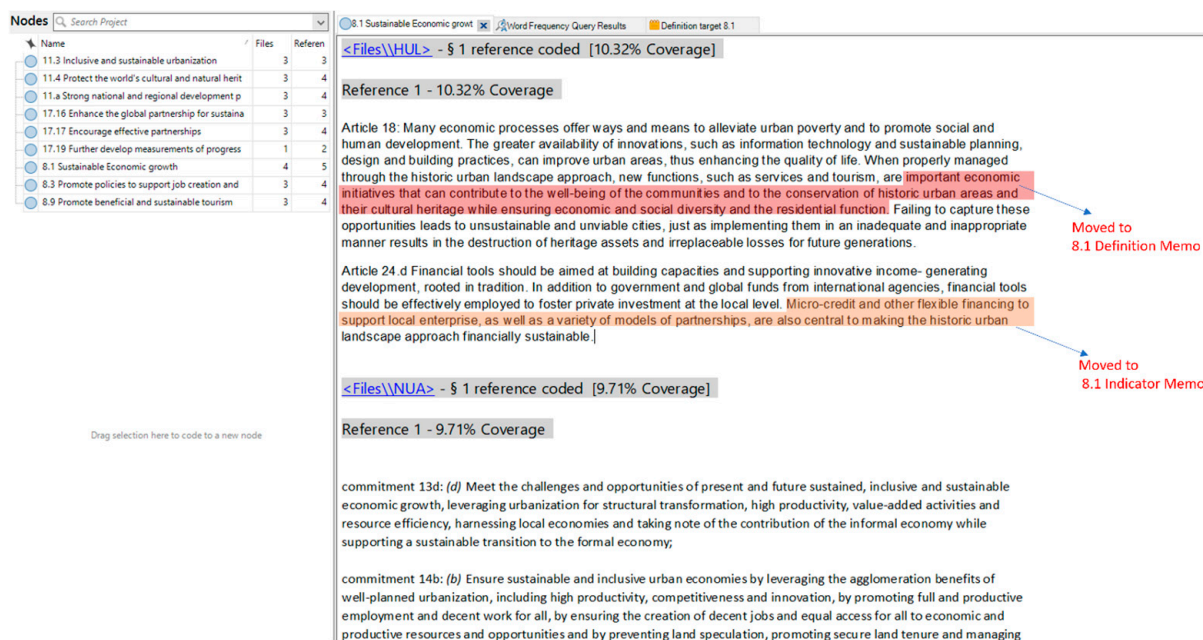 Nodes
Search Project
8.1 Sustainable Economic growt
Word Frequency Query Results
Definition target 8.1
Name Files Referen
11.3 Inclusive and sustainable urbanization 3 3
11.4 Protect the world's cultural and natural herit 3 4
11.a Strong national and regional development p 3 4
17.16 Enhance the global partnership for sustaina 3 3
17.17 Encourage effective partnerships 3 4
17.19 Further develop measurements of progress 1 2
8.1 Sustainable Economic growth 4 5
8.3 Promote policies to support job creation and 3 4
8.9 Promote beneficial and sustainable tourism 3 4
Drag selection here to code to a new node
<Files\\HUL> - § 1 reference coded [10.32% Coverage]
Reference 1 - 10.32% Coverage
Article 18: Many economic processes offer ways and means to alleviate urban poverty and to promote social and
human development. The greater availability of innovations, such as information technology and sustainable planning,
design and building practices, can improve urban areas, thus enhancing the quality of life. When properly managed
through the historic urban landscape approach, new functions, such as services and tourism, are important economic
initiatives that can contribute to the well-being of the communities and to the conservation of historic urban areas and
their cultural heritage while ensuring economic and social diversity and the residential function. Failing to capture these
opportunities leads to unsustainable and unviable cities, just as implementing them in an inadequate and inappropriate
manner results in the destruction of heritage assets and irreplaceable losses for future generations.
Moved to
8.1 Definition Memo
Article 24.d Financial tools should be aimed at building capacities and supporting innovative income- generating
development, rooted in tradition. In addition to government and global funds from international agencies, financial tools
should be effectively employed to foster private investment at the local level. Micro-credit and other flexible financing to
support local enterprise, as well as a variety of models of partnerships, are also central to making the historic urban
landscape approach financially sustainable.
Moved to
8.1 Indicator Memo
<Files\\NUA> - § 1 reference coded [9.71% Coverage]
Reference 1 - 9.71% Coverage
commitment 13d: (d) Meet the challenges and opportunities of present and future sustained, inclusive and sustainable
economic growth, leveraging urbanization for structural transformation, high productivity, value-added activities and
resource efficiency, harnessing local economies and taking note of the contribution of the informal economy while
supporting a sustainable transition to the formal economy;
commitment 14b: (b) Ensure sustainable and inclusive urban economies by leveraging the agglomeration benefits of
well-planned urbanization, including high productivity, competitiveness and innovation, by promoting full and productive
employment and decent work for all, by ensuring the creation of decent jobs and equal access for all to economic and
productive resources and opportunities and by preventing land speculation, promoting secure land tenure and managing